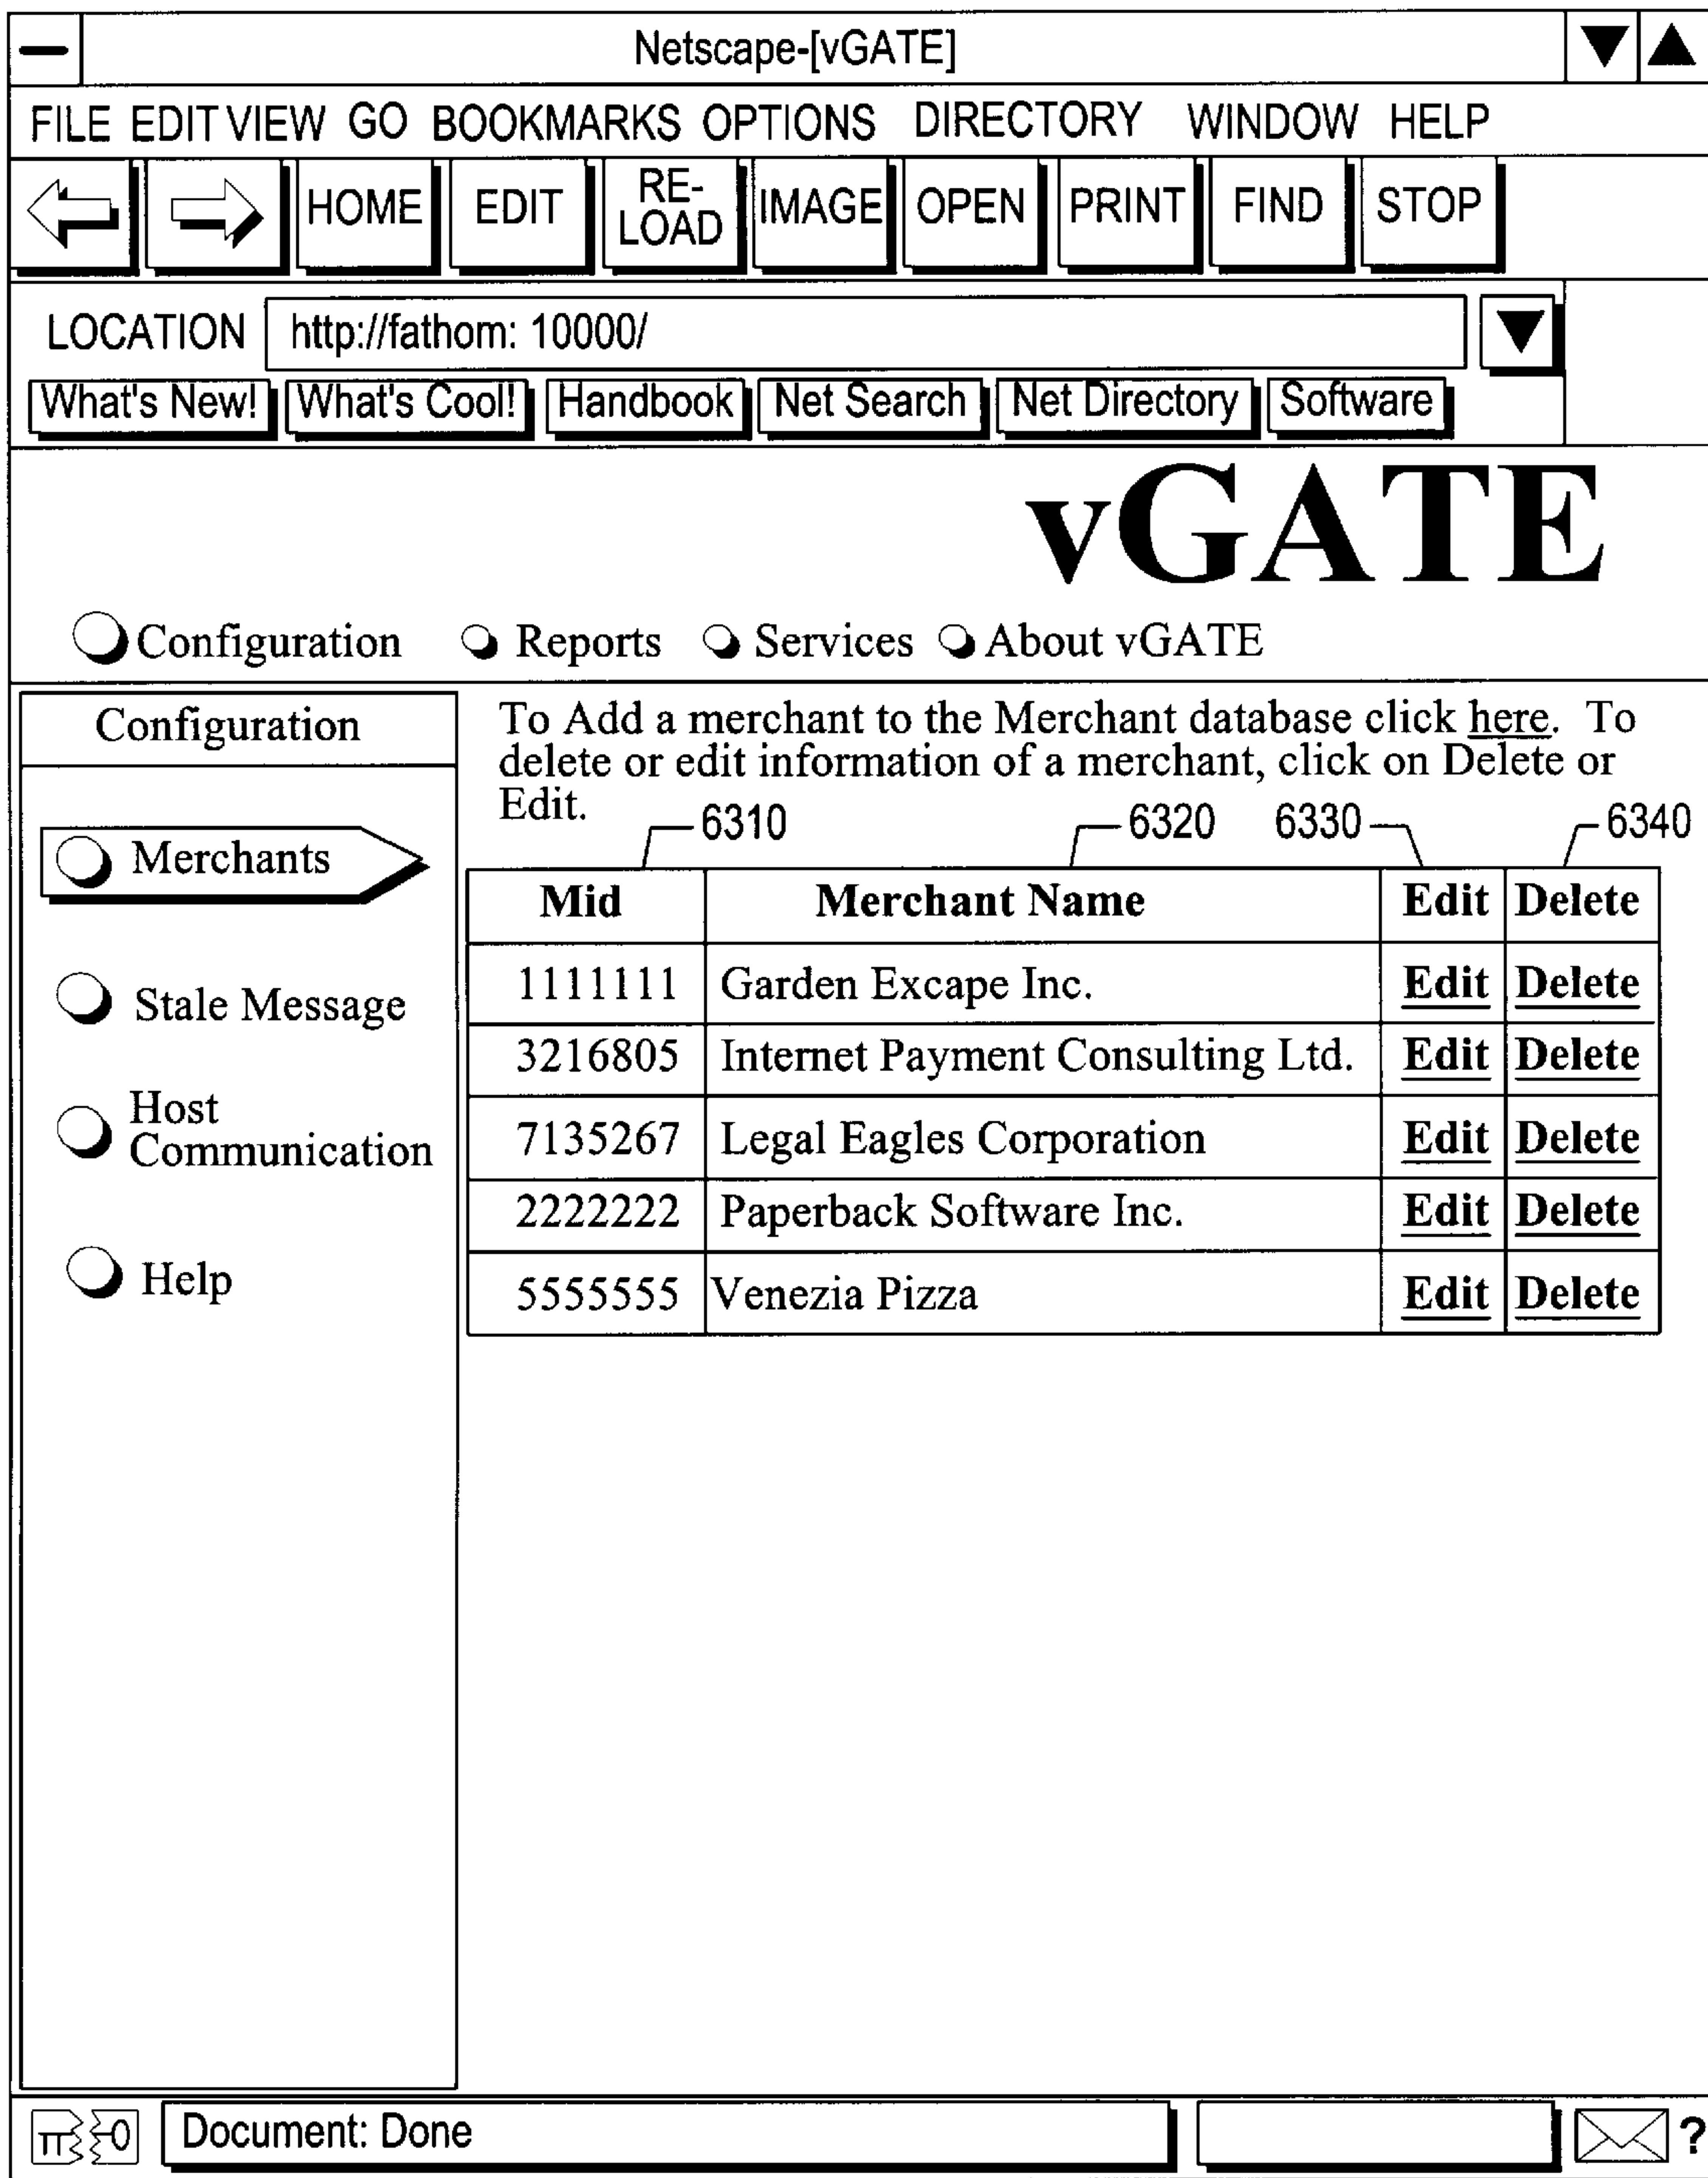 Netscape-[vGATE]
FILE EDIT VIEW GO BOOKMARKS OPTIONS DIRECTORY WINDOW HELP
HOME EDIT RE-LOAD IMAGE OPEN PRINT FIND STOP
LOCATION http://fathom: 10000/
What's New! What's Cool! Handbook Net Search Net Directory Software
vGATE
Configuration Reports Services About vGATE
Configuration
Merchants
Stale Message
Host
Communication
Help
To Add a merchant to the Merchant database click here. To
delete or edit information of a merchant, click on Delete or
Edit.
6310 6320 6330 6340
Mid Merchant Name Edit Delete
1111111 Garden Excape Inc. Edit Delete
3216805 Internet Payment Consulting Ltd. Edit Delete
7135267 Legal Eagles Corporation Edit Delete
2222222 Paperback Software Inc. Edit Delete
5555555 Venezia Pizza Edit Delete
Document: Done ?